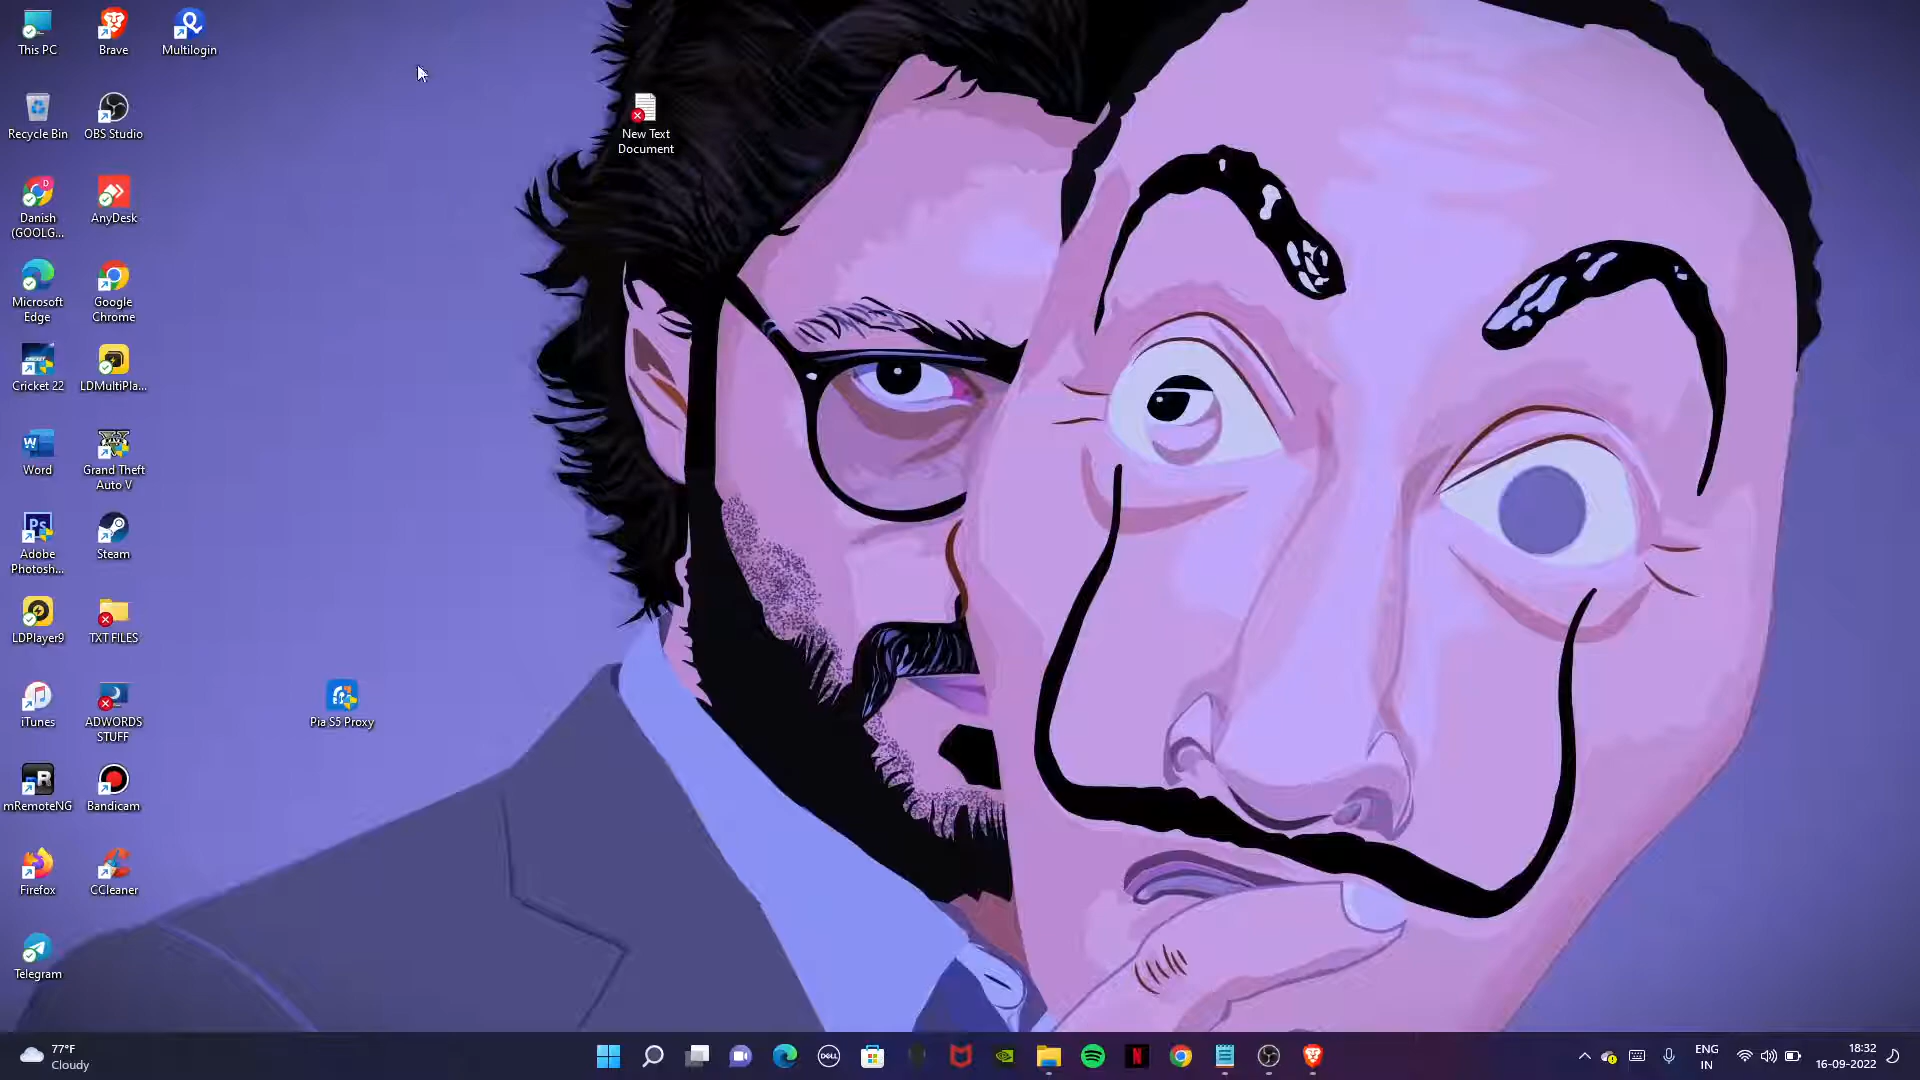 This PC
Brave
Multilogin
Recycle Bin
OBS Studio
New Text
Document
Danish
(GOOLG...
AnyDesk
Microsoft
Edge
Google
Chrome
Cricket 22
LDMultiPla...
Word
Grand Theft
Auto V
Adobe
Photosh...
Steam
LDPlayer9
TXT FILES
iTunes
ADWORDS
STUFF
Pia S5 Proxy
mRemoteNG
Bandicam
Firefox
CCleaner
Telegram
77°F
Cloudy
DELL
ENG
IN
18:32
16-09-2022